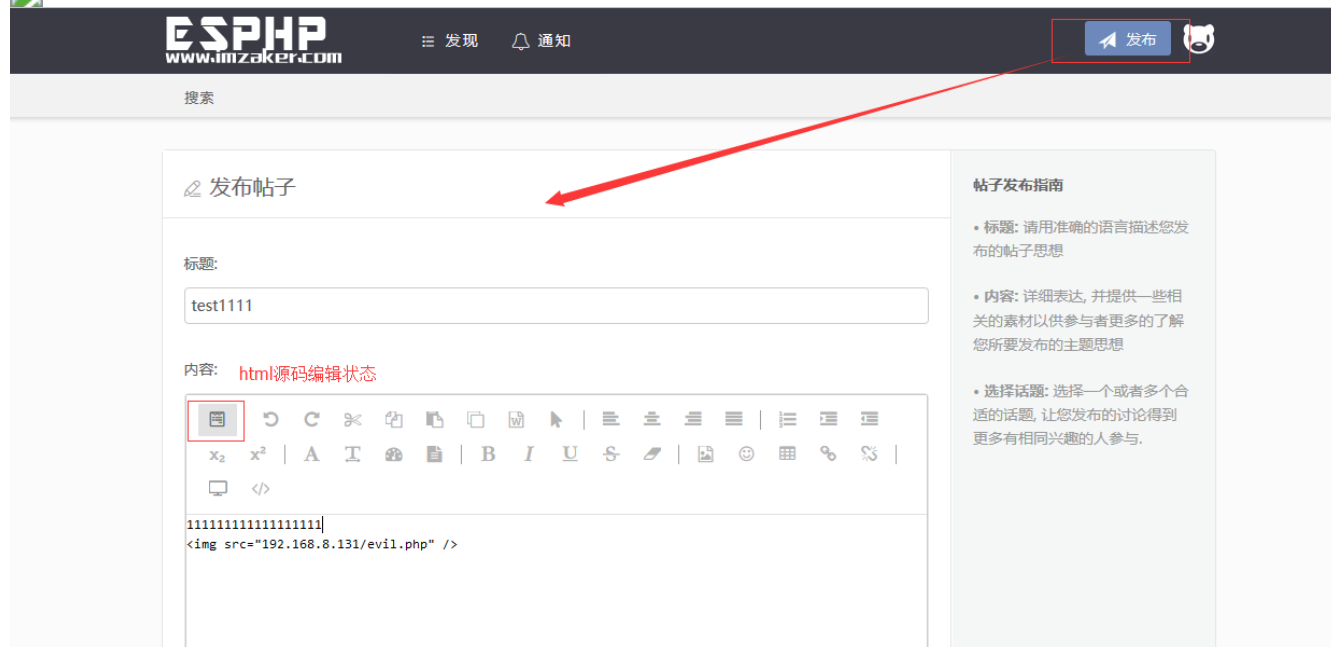 ESPHP
www.imzaker.com
发现
通知
发布
搜索
发布帖子
标题:
test1111
内容:
html源码编辑状态
W
x₂
x²
A
T
B
I
U
S
</>
111111111111111111
<img src="192.168.8.131/evil.php" />
帖子发布指南
• 标题: 请用准确的语言描述您发
布的帖子思想
• 内容: 详细表达, 并提供一些相
关的素材以供参与者更多的了解
您所要发布的主题思想
• 选择话题: 选择一个或者多个合
适的话题, 让您发布的讨论得到
更多有相同兴趣的人参与.